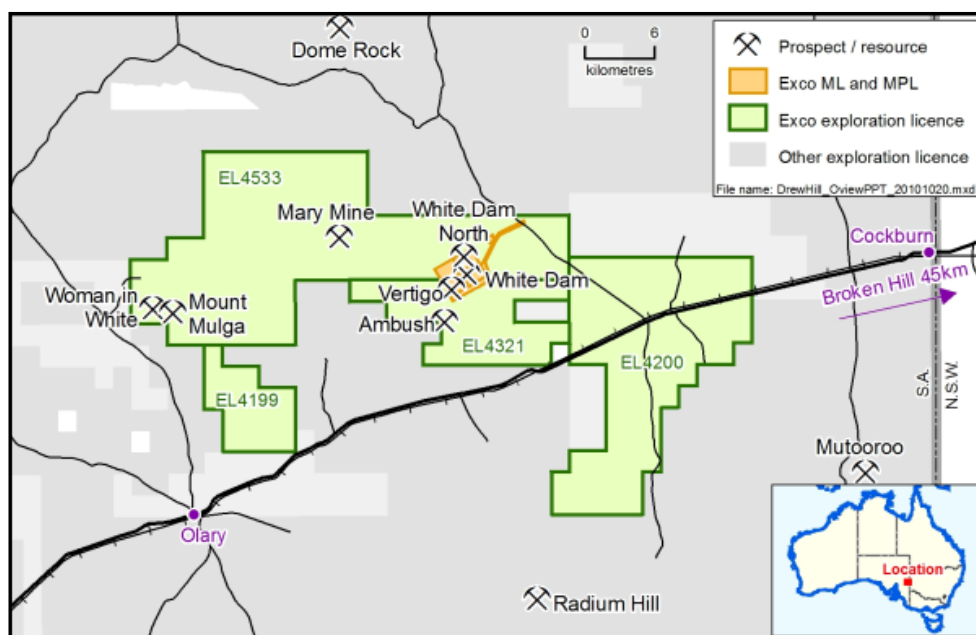 Dome Rock
0 6
kilometres
Prospect / resource
Exco ML and MPL
Exco exploration licence
Other exploration licence
File name: DrewHill_OviewPPT_20101020.mxd
EL4533
Mary Mine
White Dam
North
White Dam
Vertigo
Ambush
Woman in
White
Mount
Mulga
EL4321
EL4200
EL4199
Cockburn
Broken Hill 45km
S.A.
N.S.W.
Mutooroo
Olary
Radium Hill
Location